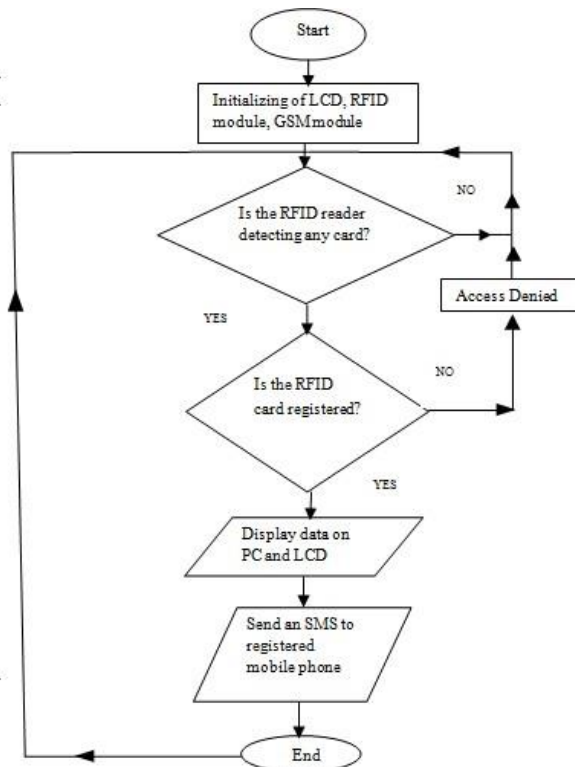 Start
Initializing of LCD, RFID
module, GSM module
NO
Is the RFID reader
detecting any card?
Access Denied
YES
NO
Is the RFID
card registered?
YES
Display data on
PC and LCD
Send an SMS to
registered
mobile phone
End